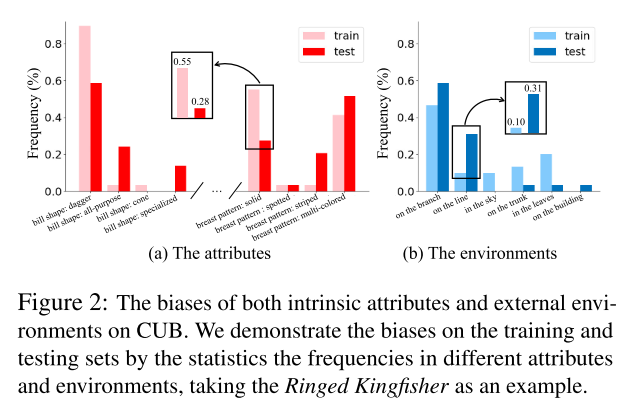 train
test
0.8
0.6
0.4
0.2
0.0
Frequency (%)
0.55
0.28
...
bill shape: dagger
bill shape: all-purpose
bill shape: cone
bill shape: specialized
breast pattern: solid
breast pattern : spotted
breast pattern: striped
breast pattern: multi-colored
(a) The attributes
train
test
0.8
0.6
0.4
0.2
0.0
Frequency (%)
0.10
0.31
on the branch
on the line
in the sky
on the trunk
in the leaves
on the building
(b) The environments
Figure 2: The biases of both intrinsic attributes and external envi-
ronments on CUB. We demonstrate the biases on the training and
testing sets by the statistics the frequencies in different attributes
and environments, taking the Ringed Kingfisher as an example.